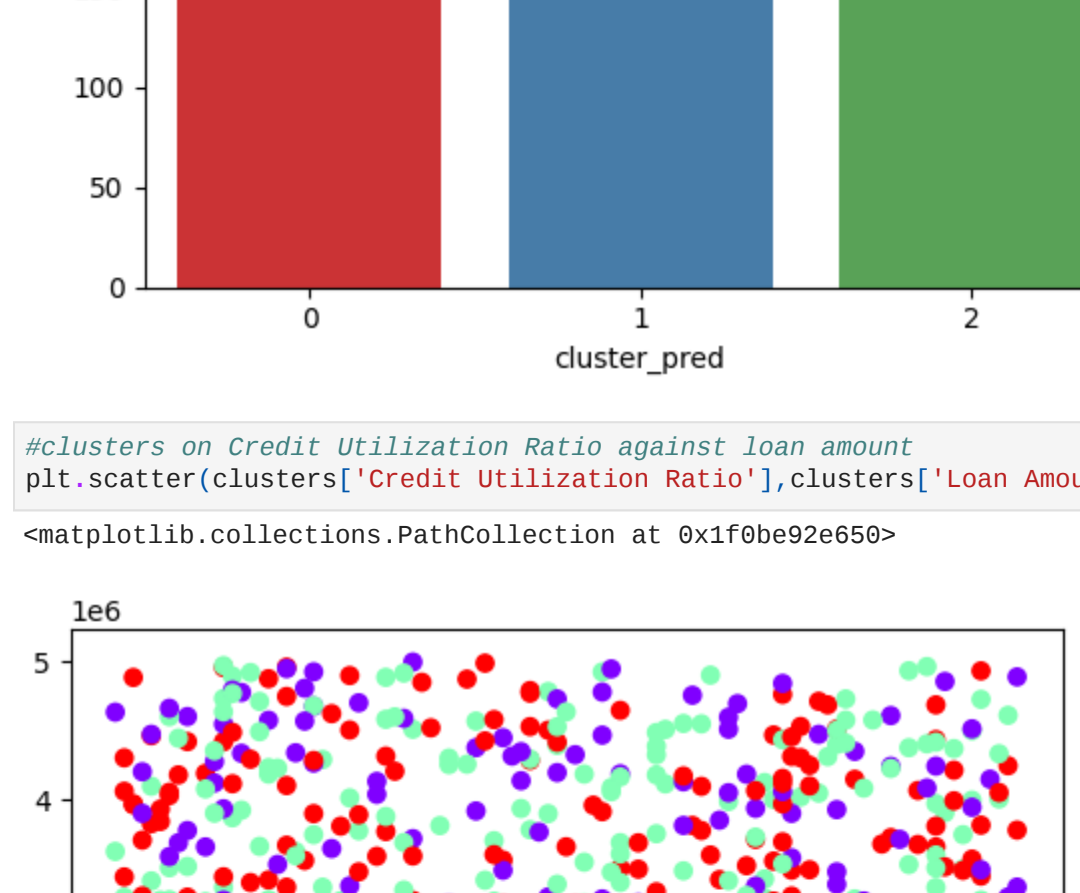 100
50
0
0 1 2
cluster_pred
#clusters on Credit Utilization Ratio against loan amount
plt.scatter(clusters['Credit Utilization Ratio'],clusters['Loan Amou
<matplotlib.collections.PathCollection at 0x1f0be92e650>
1e6
5
4